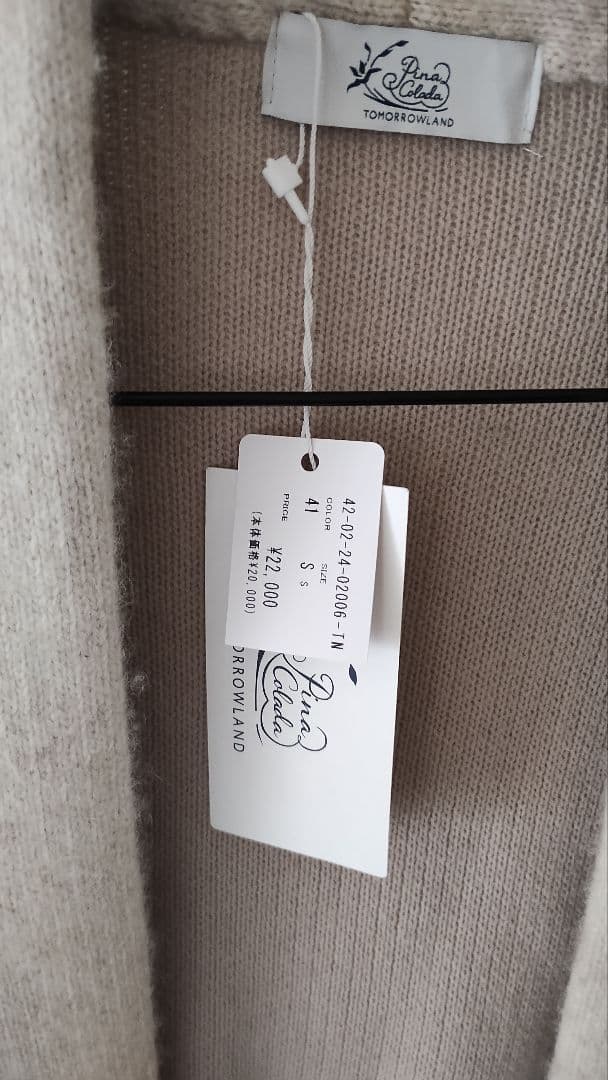 Pina
Colada
TOMORROWLAND
42-02-24-02006-TN
COLOR SIZE
41 S S
PRICE ¥22,000
(本体価格¥20,000)
Pina
Colada
ORROWLAND